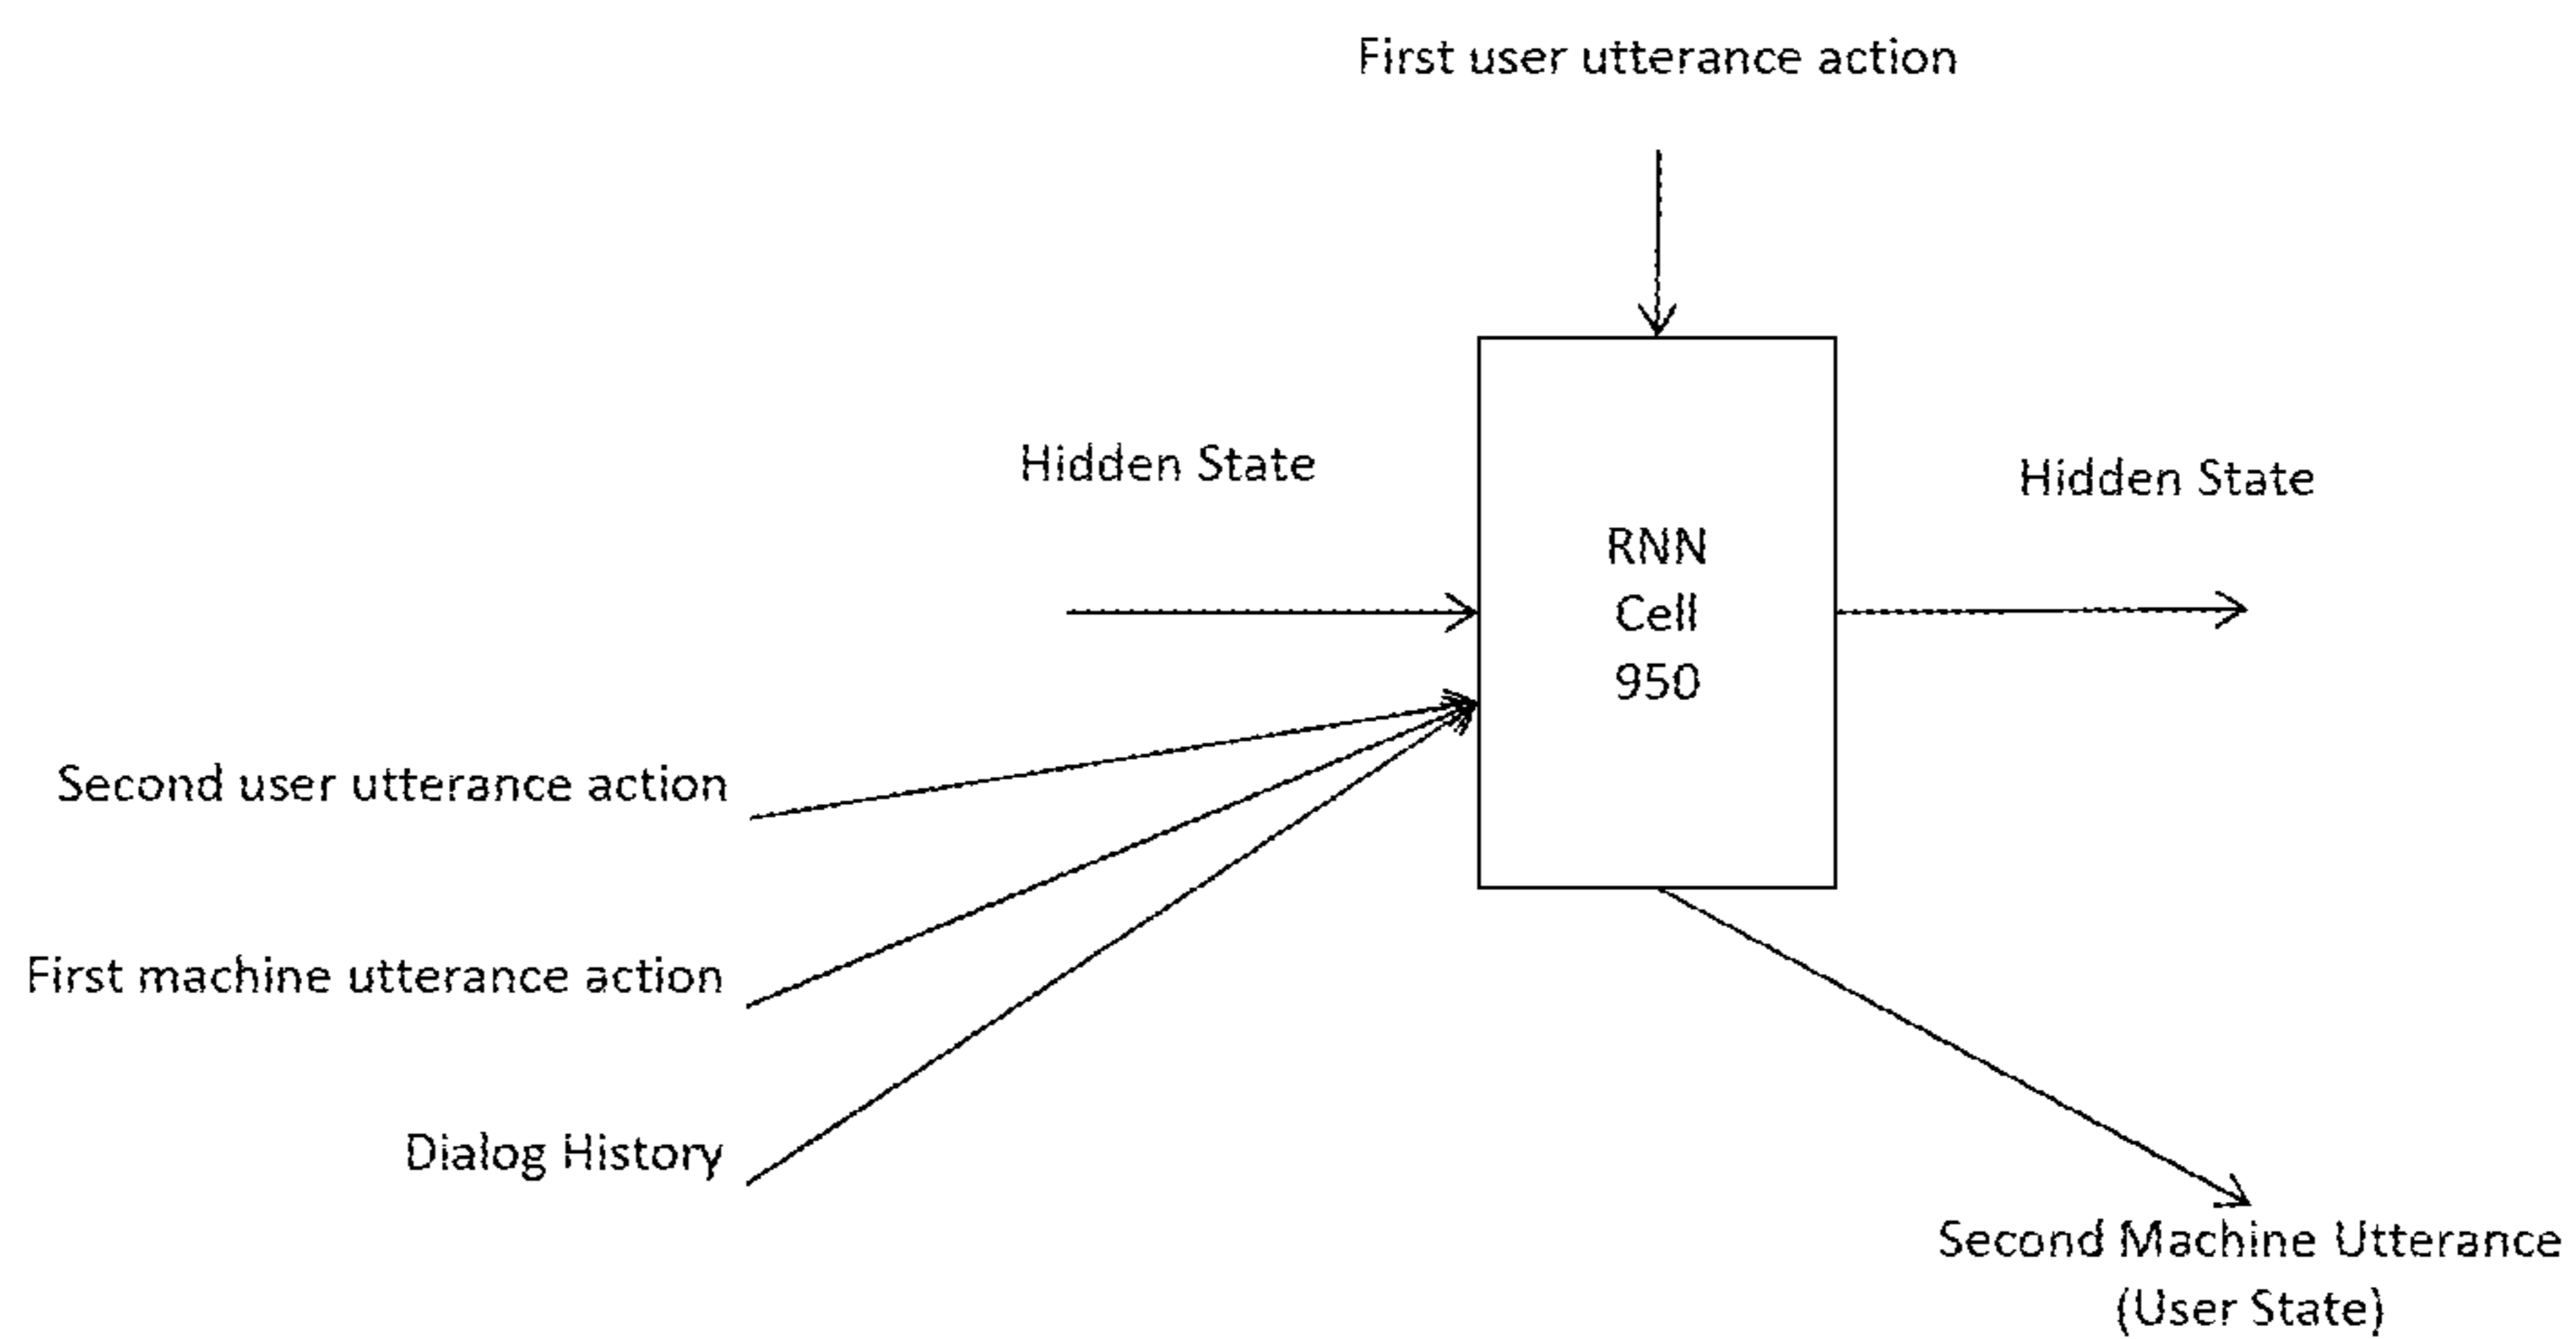 First user utterance action
Hidden State
Hidden State
RNN
Cell
950
Second user utterance action
First machine utterance action
Dialog History
Second Machine Utterance
(User State)